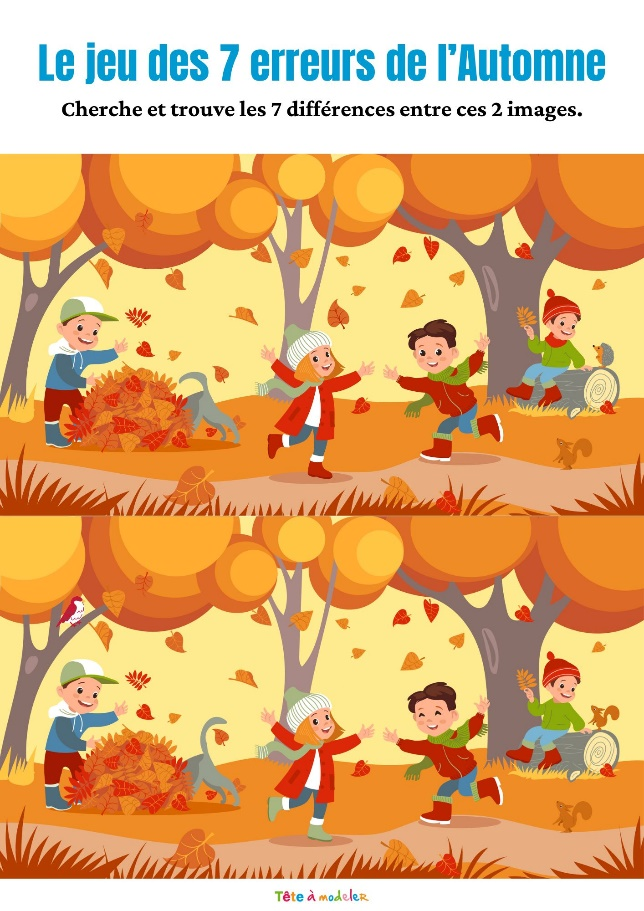 Le jeu des 7 erreurs de l'Automne
Cherche et trouve les 7 différences entre ces 2 images.
Tête à modeler